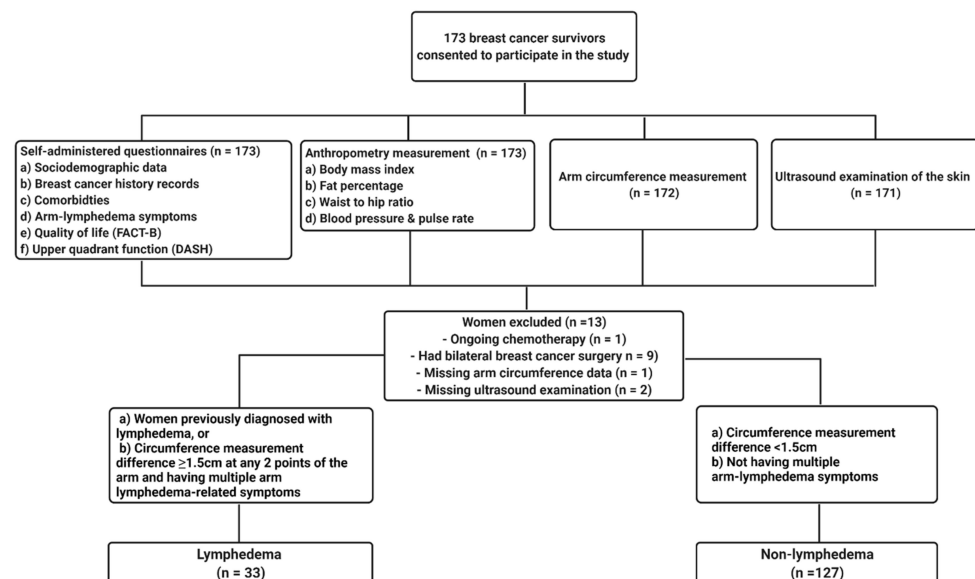 173 breast cancer survivors
consented to participate in the study
Self-administered questionnaires (n = 173)
a) Sociodemographic data
b) Breast cancer history records
c) Comorbidties
d) Arm-lymphedema symptoms
e) Quality of life (FACT-B)
f) Upper quadrant function (DASH)
Anthropometry measurement (n = 173)
a) Body mass index
b) Fat percentage
c) Waist to hip ratio
d) Blood pressure & pulse rate
Arm circumference measurement
(n = 172)
Ultrasound examination of the skin
(n = 171)
Women excluded (n =13)
- Ongoing chemotherapy (n = 1)
- Had bilateral breast cancer surgery n = 9)
- Missing arm circumference data (n = 1)
- Missing ultrasound examination (n = 2)
a) Women previously diagnosed with
lymphedema, or
b) Circumference measurement
difference ≥1.5cm at any 2 points of the
arm and having multiple arm
lymphedema-related symptoms
a) Circumference measurement
difference <1.5cm
b) Not having multiple
arm-lymphedema symptoms
Lymphedema
(n = 33)
Non-lymphedema
(n =127)